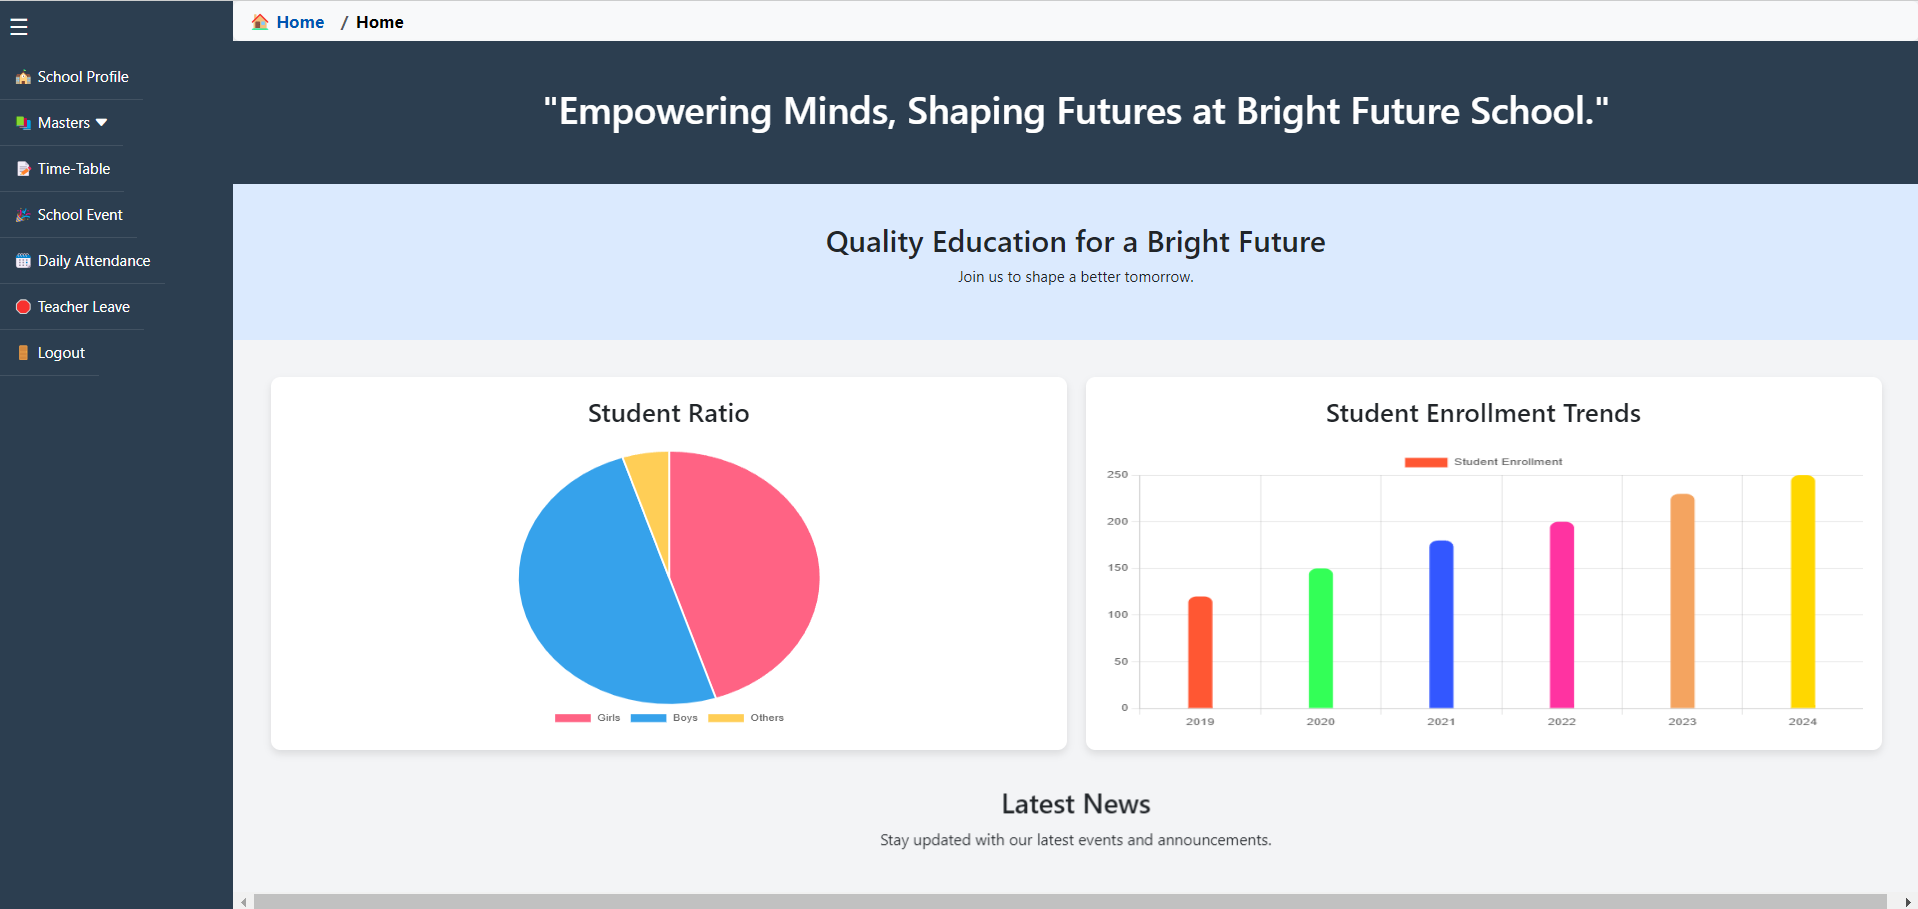 ☰
Home / Home
School Profile
Masters
Time-Table
School Event
Daily Attendance
Teacher Leave
Logout
"Empowering Minds, Shaping Futures at Bright Future School."
Quality Education for a Bright Future
Join us to shape a better tomorrow.
Student Ratio
Girls Boys Others
Student Enrollment Trends
Student Enrollment
250
200
150
100
50
0
2019 2020 2021 2022 2023 2024
Latest News
Stay updated with our latest events and announcements.